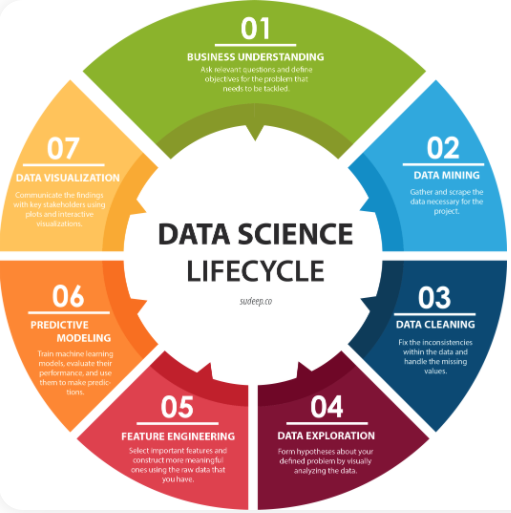 01
BUSINESS UNDERSTANDING
Ask relevant questions and define
objectives for the problem that
needs to be tackled.
02
DATA MINING
Gather and scrape the
data necessary for the
project.
03
DATA CLEANING
Fix the inconsistencies
within the data and
handle the missing
values.
04
DATA EXPLORATION
Form hypotheses about your
defined problem by visually
analyzing the data.
05
FEATURE ENGINEERING
Select important features and
construct more meaningful
ones using the raw data that
you have.
06
PREDICTIVE
MODELING
Train machine learning
models, evaluate their
performance, and use
them to make predic-
tions.
07
DATA VISUALIZATION
Communicate the findings
with key stakeholders using
plots and interactive
visualizations.
DATA SCIENCE
LIFECYCLE
sudeep.co